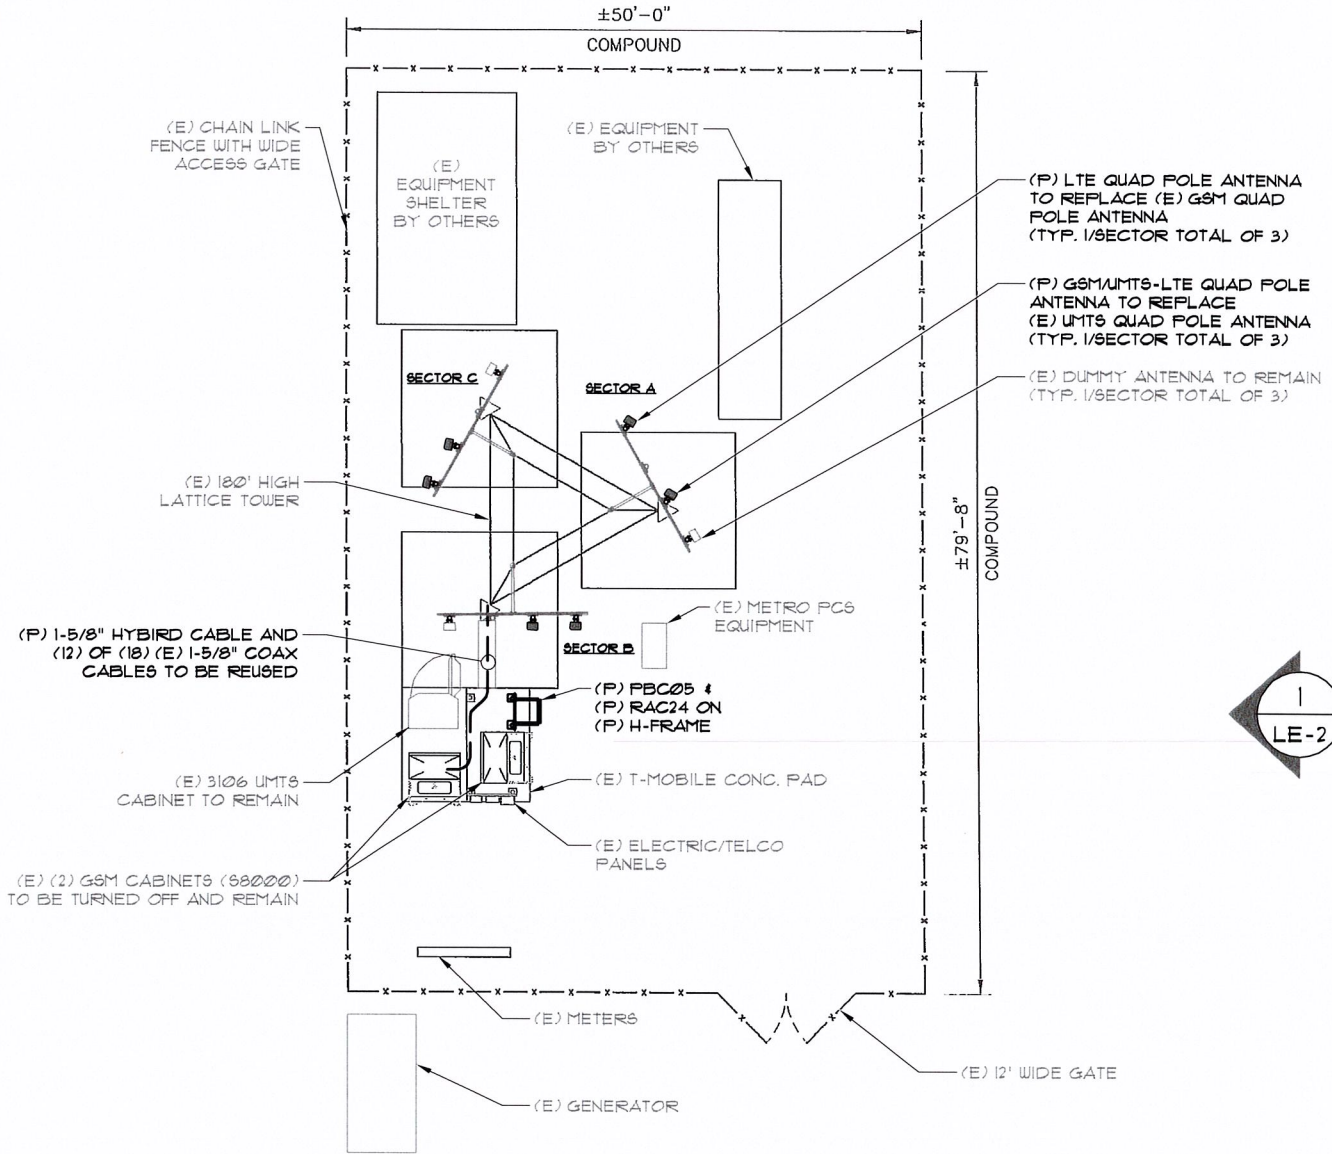 ±50'-0"
COMPOUND
(E) CHAIN LINK
FENCE WITH WIDE
ACCESS GATE
(E)
EQUIPMENT
SHELTER
BY OTHERS
(E) EQUIPMENT
BY OTHERS
(P) LTE QUAD POLE ANTENNA
TO REPLACE (E) GSM QUAD
POLE ANTENNA
(TYP. 1/SECTOR TOTAL OF 3)
(P) GSM/UMTS-LTE QUAD POLE
ANTENNA TO REPLACE
(E) UMTS QUAD POLE ANTENNA
(TYP. 1/SECTOR TOTAL OF 3)
(E) DUMMY ANTENNA TO REMAIN
(TYP. 1/SECTOR TOTAL OF 3)
SECTOR C
SECTOR A
(E) 180' HIGH
LATTICE TOWER
±79'-8"
COMPOUND
(E) METRO PCS
EQUIPMENT
SECTOR B
(P) 1-5/8" HYBIRD CABLE AND
(12) OF (18) (E) 1-5/8" COAX
CABLES TO BE REUSED
(P) PBC05 &
(P) RAC24 ON
(P) H-FRAME
1
LE-2
(E) 3106 UMTS
CABINET TO REMAIN
(E) T-MOBILE CONC. PAD
(E) ELECTRIC/TELCO
PANELS
(E) (2) GSM CABINETS (S8000)
TO BE TURNED OFF AND REMAIN
(E) METERS
(E) 12' WIDE GATE
(E) GENERATOR